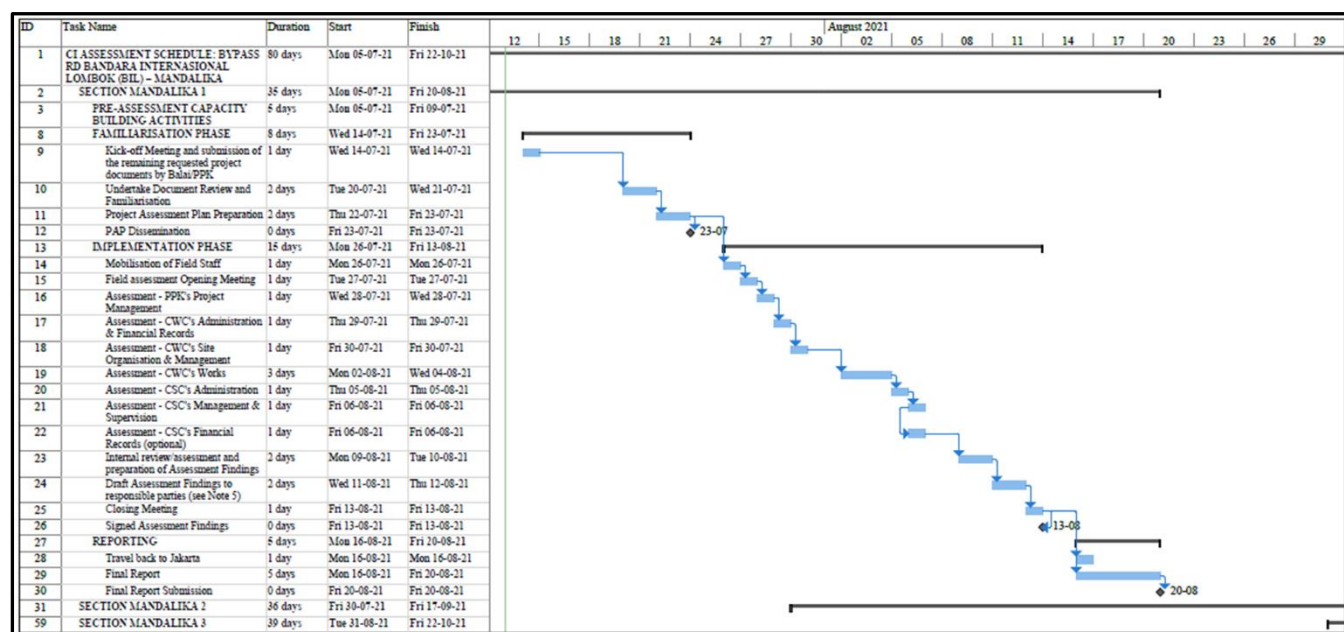 ID Task Name Duration Start Finish August 2021
12 15 18 21 24 27 30 02 05 08 11 14 17 20 23 26 29
1 CI ASSESSMENT SCHEDULE: BYPASS 80 days Mon 05-07-21 Fri 22-10-21
RD BANDARA INTERNASIONAL
LOMBOK (BIL) – MANDALIKA
2 SECTION MANDALIKA 1 35 days Mon 05-07-21 Fri 20-08-21
3 PRE-ASSESSMENT CAPACITY 5 days Mon 05-07-21 Fri 09-07-21
BUILDING ACTIVITIES
8 FAMILIARISATION PHASE 8 days Wed 14-07-21 Fri 23-07-21
9 Kick-off Meeting and submission of 1 day Wed 14-07-21 Wed 14-07-21
the remaining requested project
documents by Balai/PPK
10 Undertake Document Review and 2 days Tue 20-07-21 Wed 21-07-21
Familiarisation
11 Project Assessment Plan Preparation 2 days Thu 22-07-21 Fri 23-07-21
12 PAP Dissemination 0 days Fri 23-07-21 Fri 23-07-21 23-07
13 IMPLEMENTATION PHASE 15 days Mon 26-07-21 Fri 13-08-21
14 Mobilisation of Field Staff 1 day Mon 26-07-21 Mon 26-07-21
15 Field assessment Opening Meeting 1 day Tue 27-07-21 Tue 27-07-21
16 Assessment - PPK's Project 1 day Wed 28-07-21 Wed 28-07-21
Management
17 Assessment - CWC's Administration 1 day Thu 29-07-21 Thu 29-07-21
& Financial Records
18 Assessment - CWC's Site 1 day Fri 30-07-21 Fri 30-07-21
Organisation & Management
19 Assessment - CWC's Works 3 days Mon 02-08-21 Wed 04-08-21
20 Assessment - CSC's Administration 1 day Thu 05-08-21 Thu 05-08-21
21 Assessment - CSC's Management & 1 day Fri 06-08-21 Fri 06-08-21
Supervision
22 Assessment - CSC's Financial 1 day Fri 06-08-21 Fri 06-08-21
Records (optional)
23 Internal review/assessment and 2 days Mon 09-08-21 Tue 10-08-21
preparation of Assessment Findings
24 Draft Assessment Findings to 2 days Wed 11-08-21 Thu 12-08-21
responsible parties (see Note 5)
25 Closing Meeting 1 day Fri 13-08-21 Fri 13-08-21
26 Signed Assessment Findings 0 days Fri 13-08-21 Fri 13-08-21 13-08
27 REPORTING 5 days Mon 16-08-21 Fri 20-08-21
28 Travel back to Jakarta 1 day Mon 16-08-21 Mon 16-08-21
29 Final Report 5 days Mon 16-08-21 Fri 20-08-21
30 Final Report Submission 0 days Fri 20-08-21 Fri 20-08-21 20-08
31 SECTION MANDALIKA 2 36 days Fri 30-07-21 Fri 17-09-21
59 SECTION MANDALIKA 3 39 days Tue 31-08-21 Fri 22-10-21